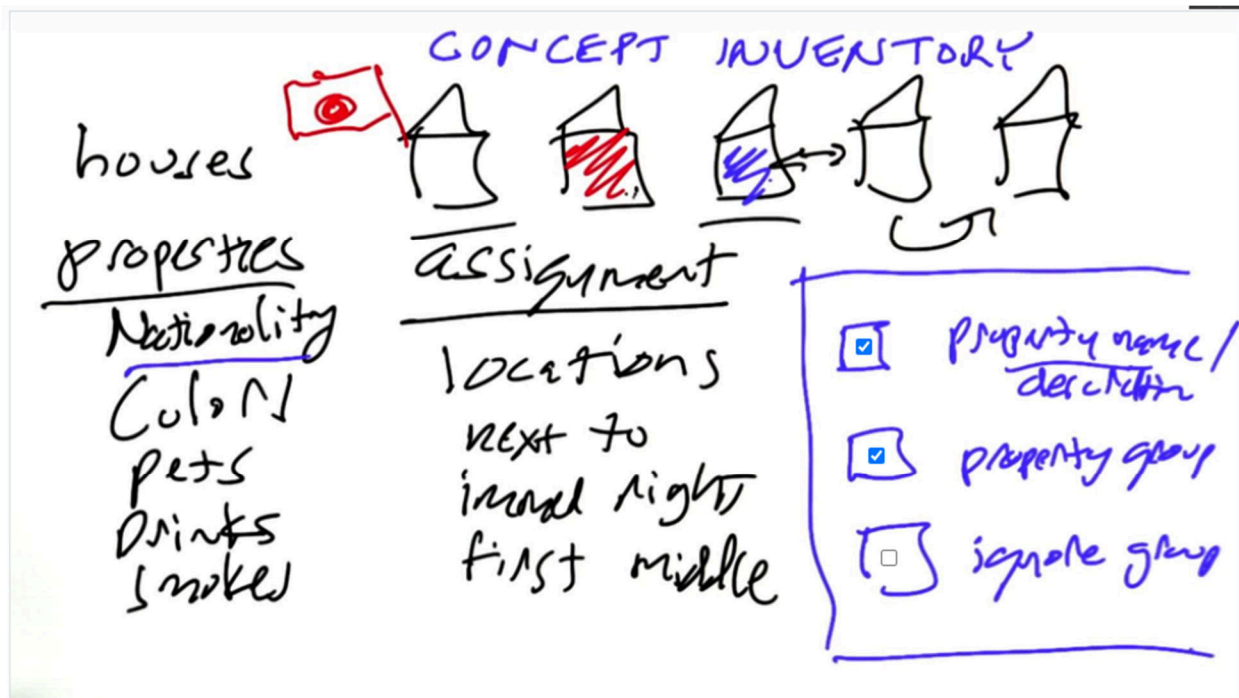 CONCEPT INVENTORY
houses
properties
assignment
Nationality
Color
pets
Drinks
smokes
locations
next to
immed right
first middle
property name/
description
property group
ignore group